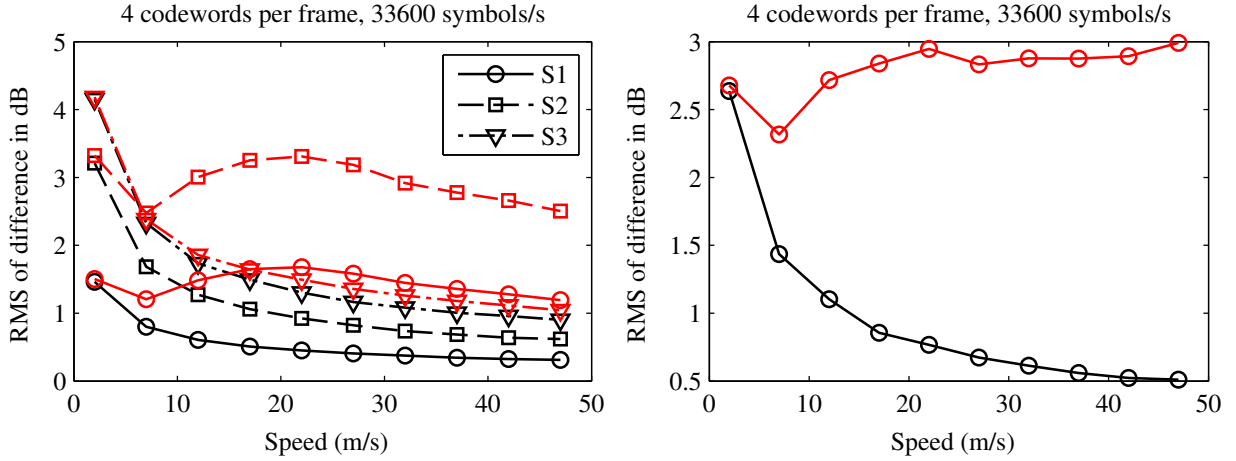 4 codewords per frame, 33600 symbols/s
5
4
3
2
1
0
RMS of difference in dB
S1
S2
S3
0 10 20 30 40 50
Speed (m/s)
4 codewords per frame, 33600 symbols/s
3
2.5
2
1.5
1
0.5
RMS of difference in dB
0 10 20 30 40 50
Speed (m/s)